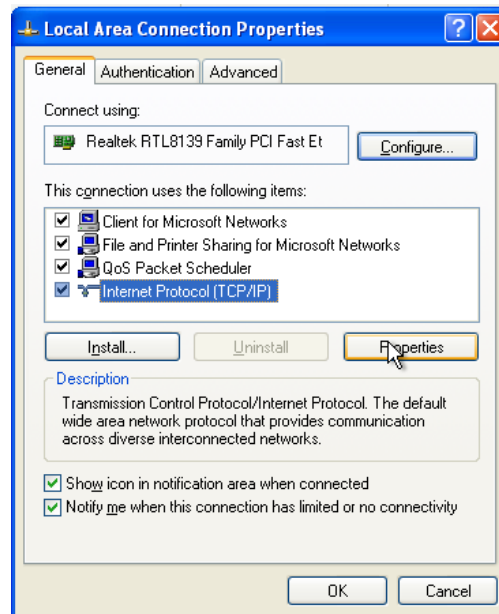 Local Area Connection Properties
General Authentication Advanced
Connect using:
Realtek RTL8139 Family PCI Fast Et
Configure...
This connection uses the following items:
Client for Microsoft Networks
File and Printer Sharing for Microsoft Networks
QoS Packet Scheduler
Internet Protocol (TCP/IP)
Install... Uninstall Properties
Description
Transmission Control Protocol/Internet Protocol. The default
wide area network protocol that provides communication
across diverse interconnected networks.
Show icon in notification area when connected
Notify me when this connection has limited or no connectivity
OK Cancel